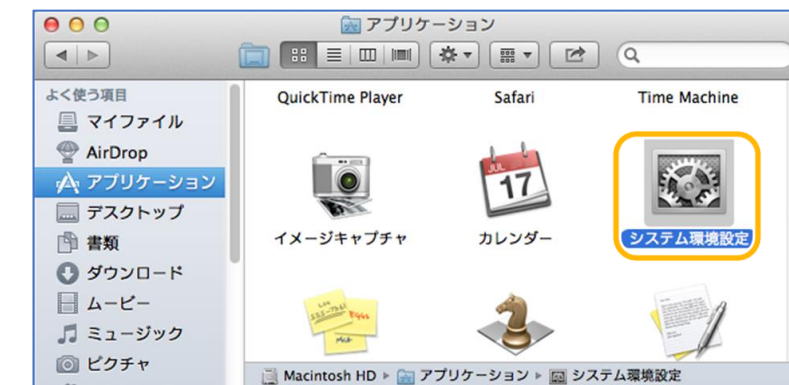 アプリケーション
よく使う項目
マイファイル
AirDrop
アプリケーション
デスクトップ
書類
ダウンロード
ムービー
ミュージック
ピクチャ
QuickTime Player
Safari
Time Machine
JUL
17
イメージキャプチャ
カレンダー
システム環境設定
555-7361
EGGS
Milk
Macintosh HD ▸ アプリケーション ▸ システム環境設定